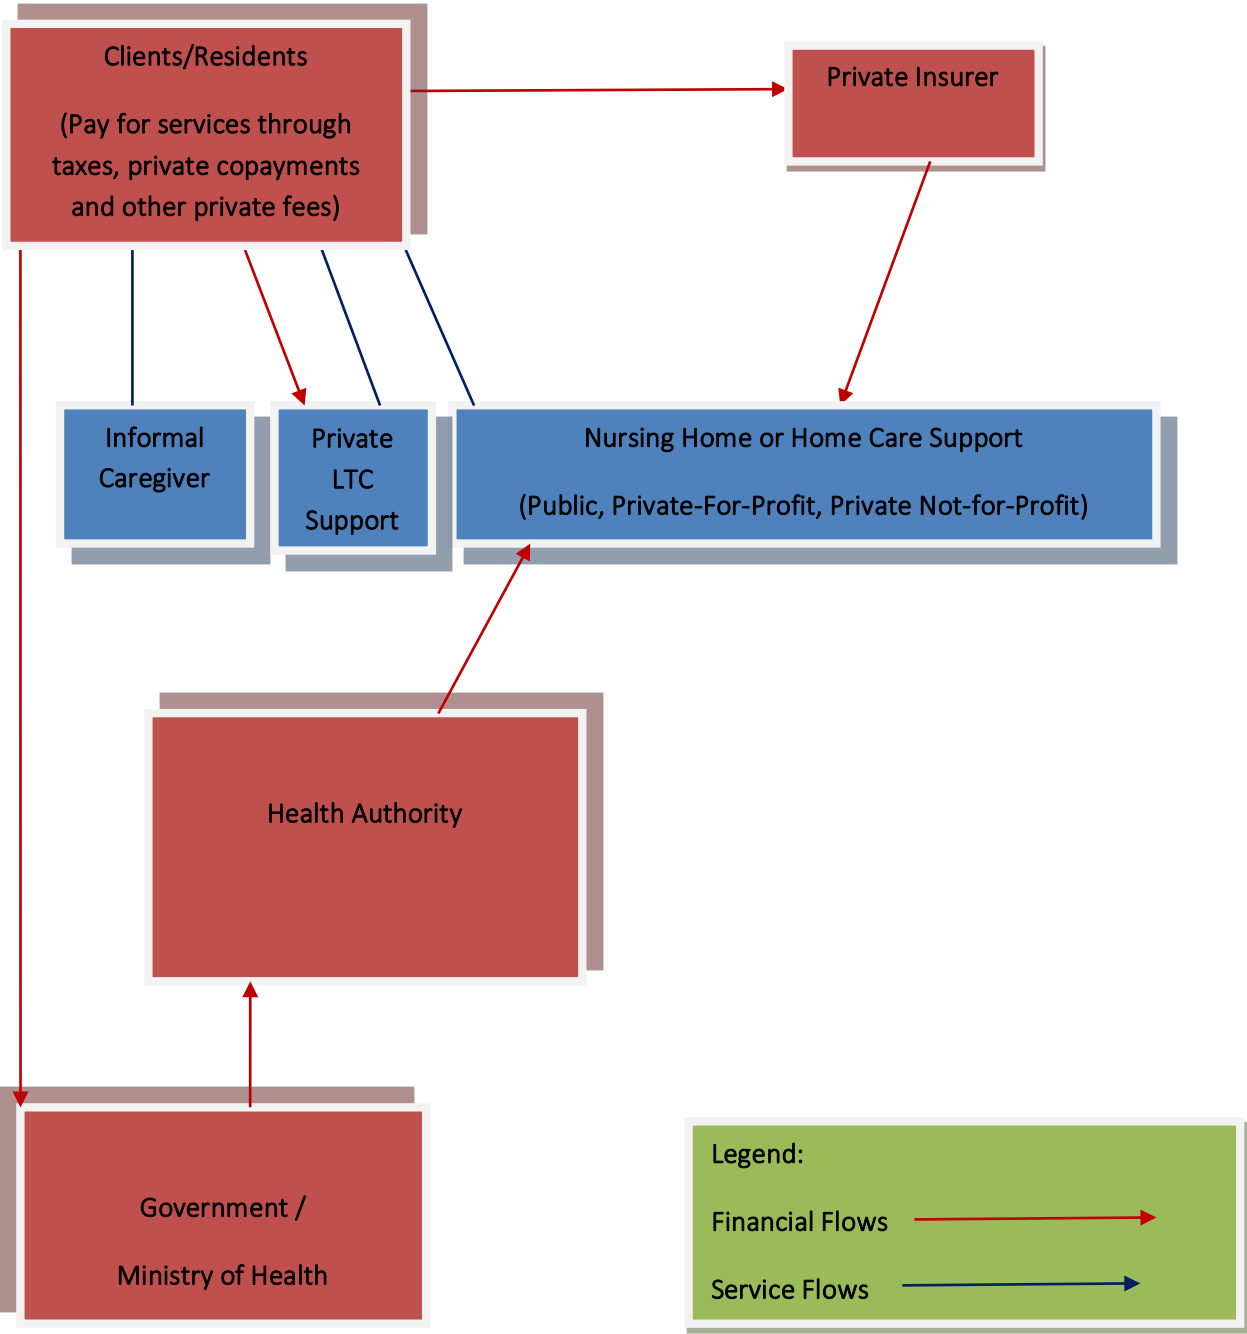 Clients/Residents
(Pay for services through
taxes, private copayments
and other private fees)
Private Insurer
Informal
Caregiver
Private
LTC
Support
Nursing Home or Home Care Support
(Public, Private-For-Profit, Private Not-for-Profit)
Health Authority
Government /
Ministry of Health
Legend:
Financial Flows
Service Flows